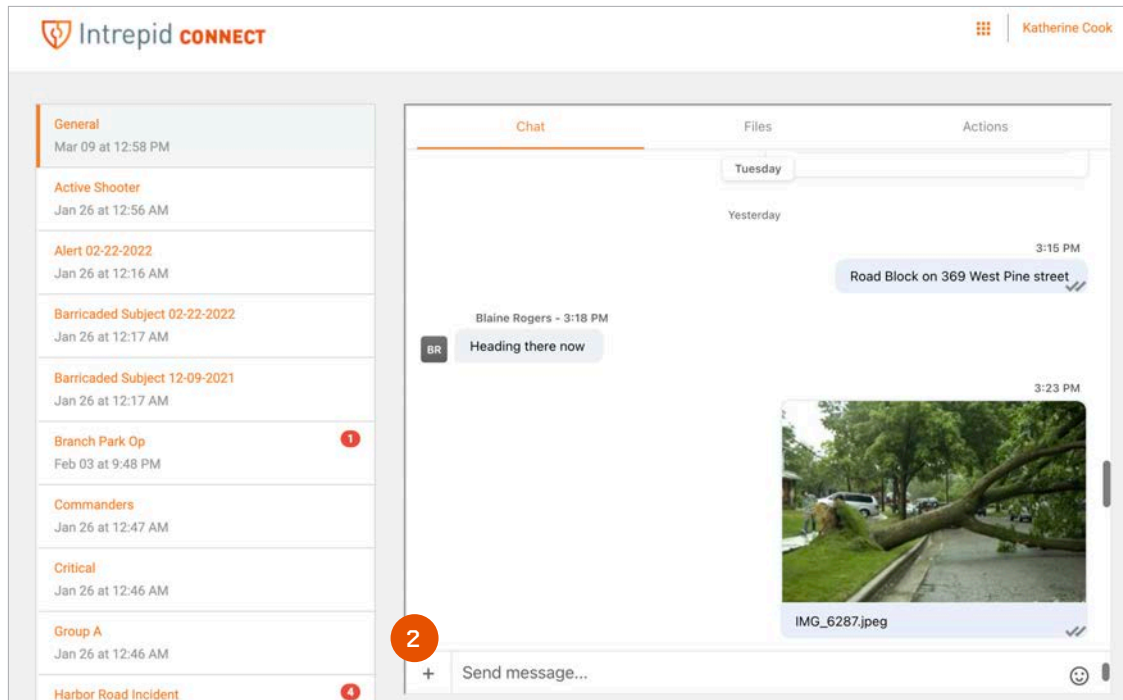 Intrepid CONNECT
Katherine Cook
General
Mar 09 at 12:58 PM
Active Shooter
Jan 26 at 12:56 AM
Alert 02-22-2022
Jan 26 at 12:16 AM
Barricaded Subject 02-22-2022
Jan 26 at 12:17 AM
Barricaded Subject 12-09-2021
Jan 26 at 12:17 AM
Branch Park Op
1
Feb 03 at 9:48 PM
Commanders
Jan 26 at 12:47 AM
Critical
Jan 26 at 12:46 AM
Group A
Jan 26 at 12:46 AM
Harbor Road Incident
4
Chat Files Actions
Tuesday
Yesterday
3:15 PM
Road Block on 369 West Pine street
Blaine Rogers - 3:18 PM
BR
Heading there now
3:23 PM
IMG_6287.jpeg
2
+ Send message...